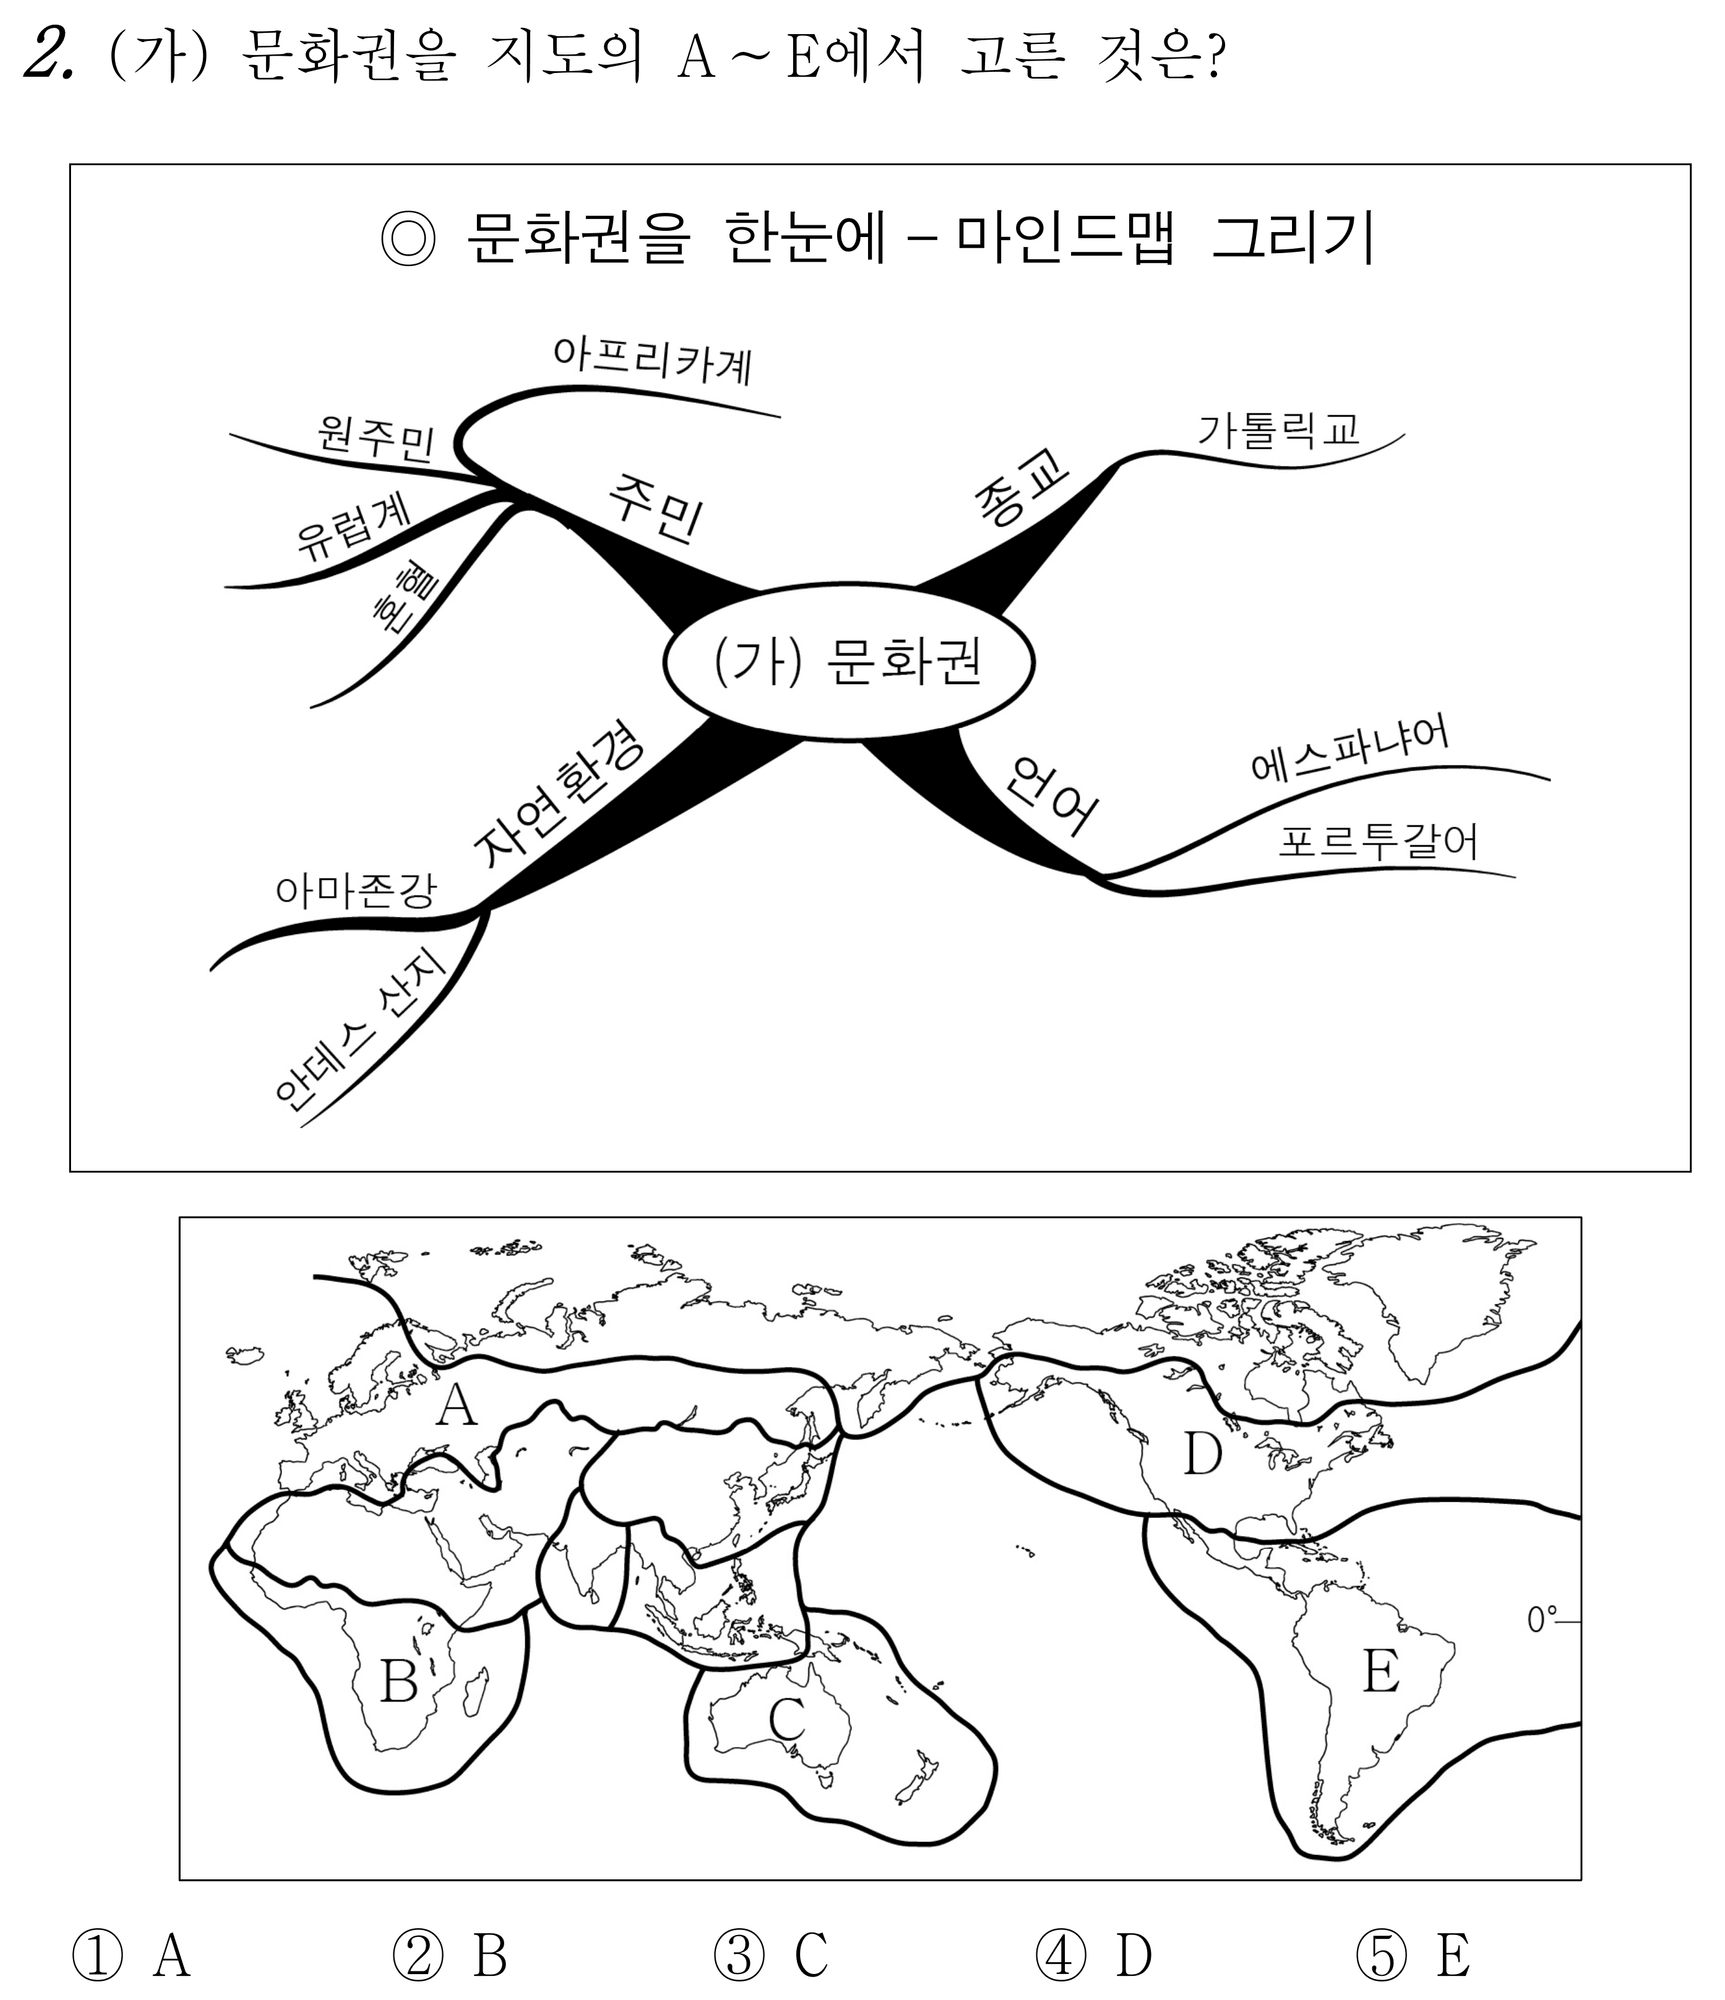 2. (가) 문화권을 지도의 A~E에서 고른 것은?
◎ 문화권을 한눈에 – 마인드맵 그리기
아프리카계
원주민
유럽계
혼혈
주민
종교
가톨릭교
(가) 문화권
자연환경
아마존강
안데스 산지
언어
에스파냐어
포르투갈어
A
D
0°
B
E
C
① A ② B ③ C ④ D ⑤ E